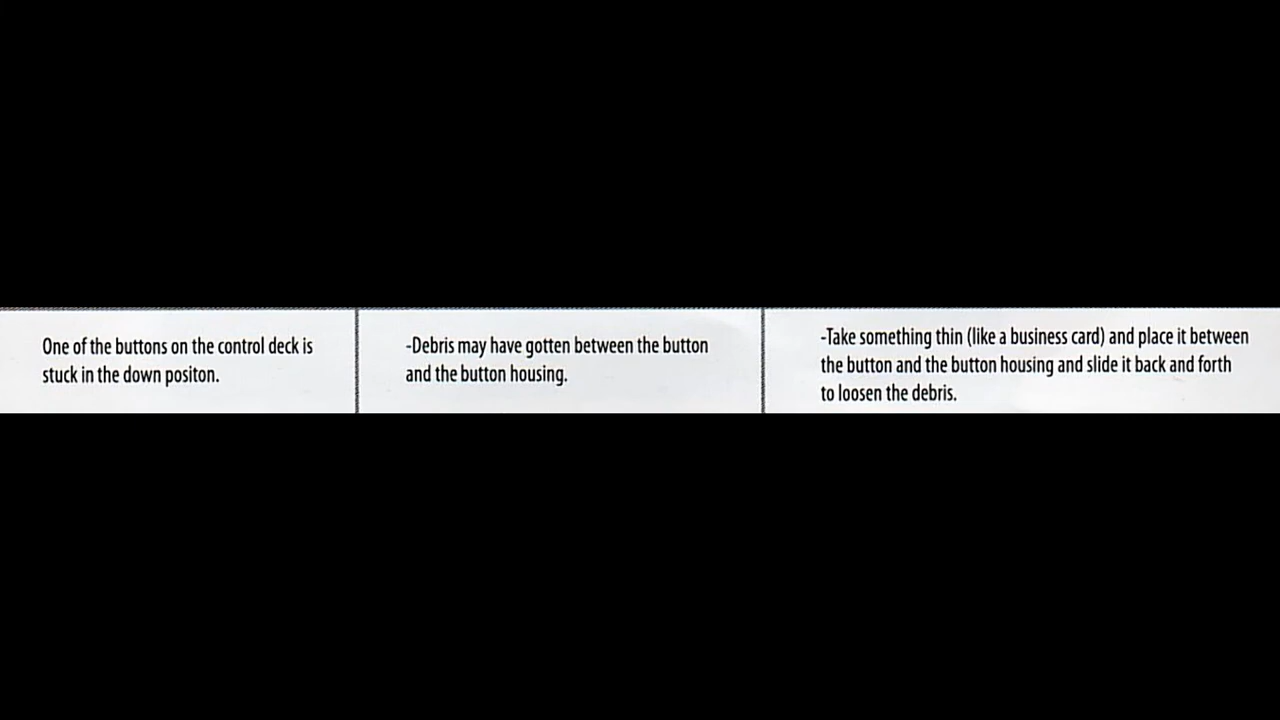 One of the buttons on the control deck is
stuck in the down positon.
-Debris may have gotten between the button
and the button housing.
-Take something thin (like a business card) and place it between
the button and the button housing and slide it back and forth
to loosen the debris.